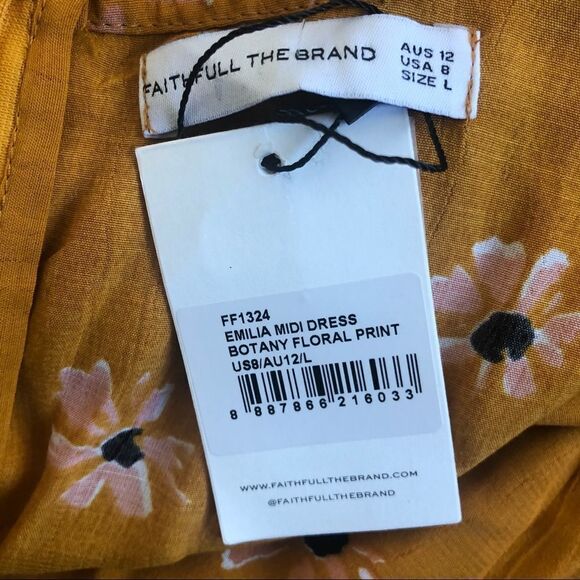 FAITHFULL THE BRAND
AUS 12
USA 8
SIZE L
FF1324
EMILIA MIDI DRESS
BOTANY FLORAL PRINT
US8/AU12/L
8 887866 216033
WWW.FAITHFULLTHEBRAND.COM
@FAITHFULLTHEBRAND